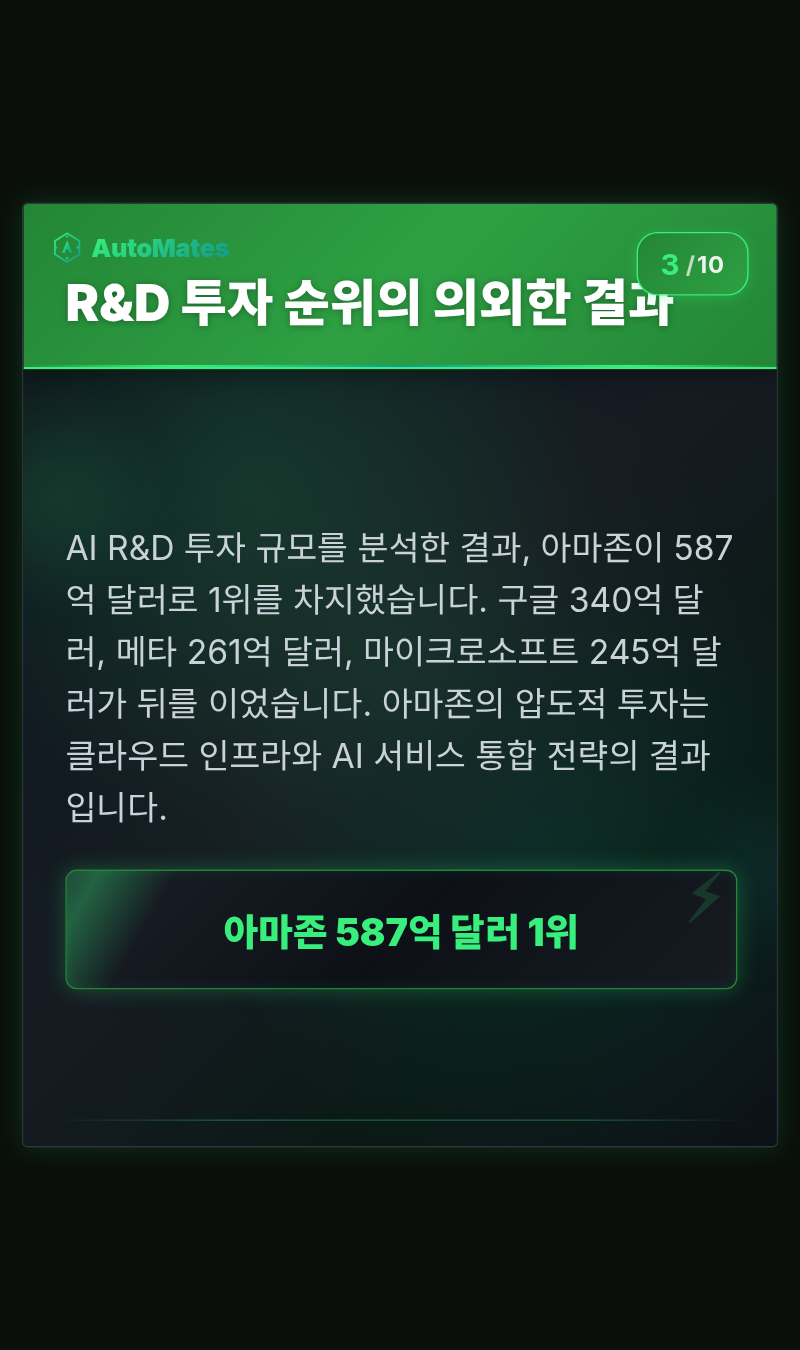 AutoMates
3 /10
R&D 투자 순위의 의외한 결과
AI R&D 투자 규모를 분석한 결과, 아마존이 587
억 달러로 1위를 차지했습니다. 구글 340억 달
러, 메타 261억 달러, 마이크로소프트 245억 달
러가 뒤를 이었습니다. 아마존의 압도적 투자는
클라우드 인프라와 AI 서비스 통합 전략의 결과
입니다.
아마존 587억 달러 1위